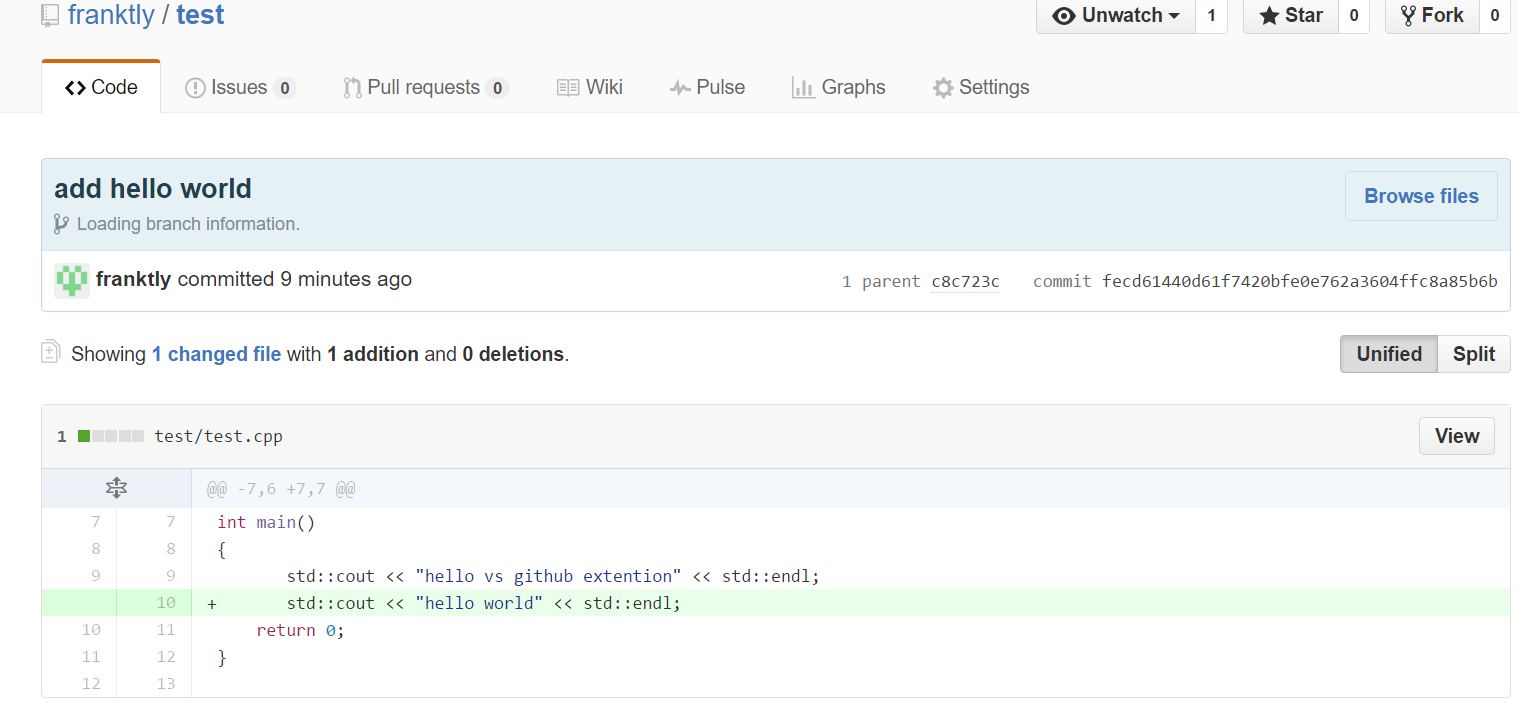 franktly / test Unwatch 1 Star 0 Fork 0
Code Issues 0 Pull requests 0 Wiki Pulse Graphs Settings
add hello world
Browse files
Loading branch information.
franktly committed 9 minutes ago 1 parent c8c723c commit fecd61440d61f7420bfe0e762a3604ffc8a85b6b
Showing 1 changed file with 1 addition and 0 deletions. Unified Split
1 test/test.cpp View
@@ -7,6 +7,7 @@
7 7 int main()
8 8 {
9 9 std::cout << "hello vs github extention" << std::endl;
10 + std::cout << "hello world" << std::endl;
10 11 return 0;
11 12 }
12 13